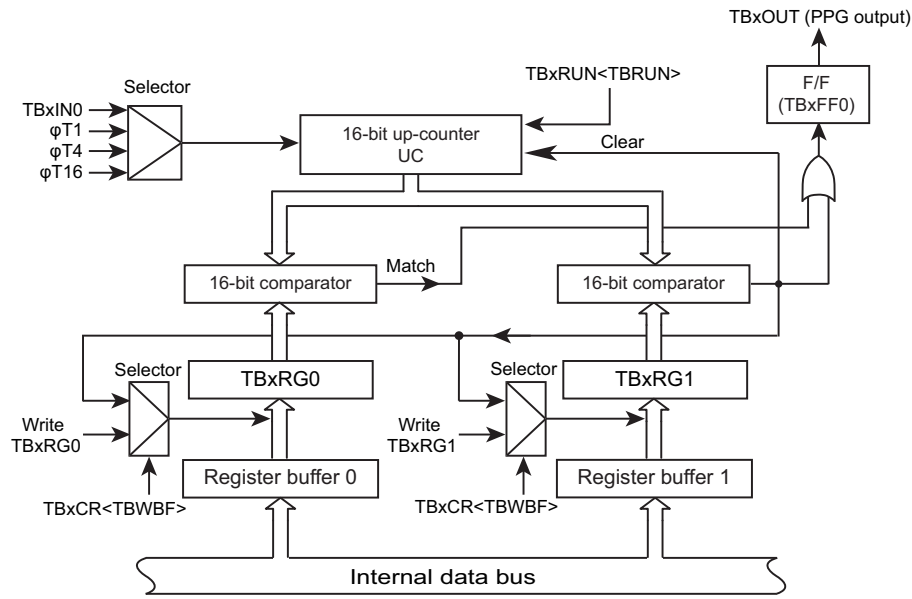 TBxOUT (PPG output)
F/F
(TBxFF0)
TBxRUN<TBRUN>
Selector
TBxIN0
φT1
φT4
φT16
16-bit up-counter
UC
Clear
16-bit comparator
Match
16-bit comparator
Selector
TBxRG0
Selector
TBxRG1
Write
TBxRG0
Write
TBxRG1
Register buffer 0
Register buffer 1
TBxCR<TBWBF>
TBxCR<TBWBF>
Internal data bus